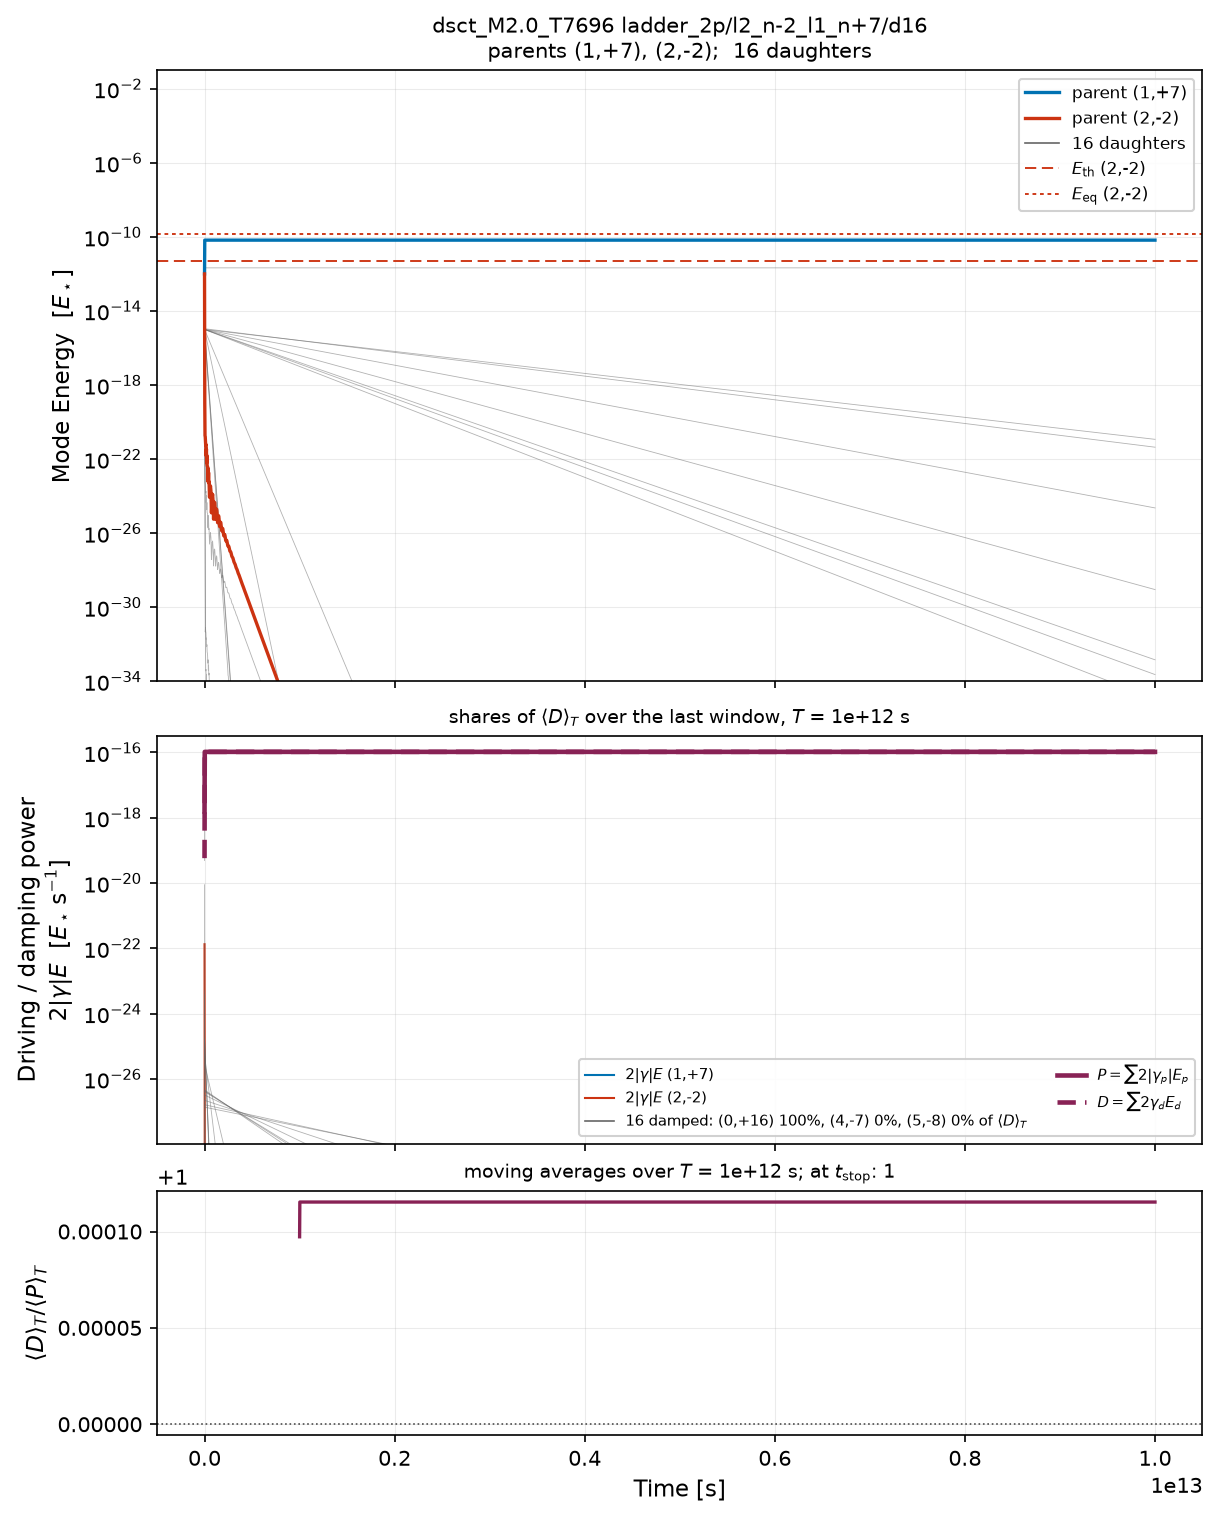 dsct_M2.0_T7696 ladder_2p/l2_n-2_l1_n+7/d16
parents (1,+7), (2,-2);  16 daughters
parent (1,+7)
parent (2,-2)
16 daughters
E_th (2,-2)
E_eq (2,-2)
10^−2
10^−6
10^−10
10^−14
10^−18
10^−22
10^−26
10^−30
10^−34
Mode Energy  [E⋆]
shares of ⟨D⟩_T over the last window, T = 1e+12 s
10^−16
10^−18
10^−20
10^−22
10^−24
10^−26
Driving / damping power
2|γ|E  [E⋆ s^−1]
2|γ|E (1,+7)
2|γ|E (2,-2)
16 damped: (0,+16) 100%, (4,-7) 0%, (5,-8) 0% of ⟨D⟩_T
P = ∑2|γ_p|E_p
D = ∑2γ_d E_d
moving averages over T = 1e+12 s; at t_stop: 1
+1
0.00010
0.00005
0.00000
⟨D⟩_T/⟨P⟩_T
0.0
0.2
0.4
0.6
0.8
1.0
1e13
Time [s]